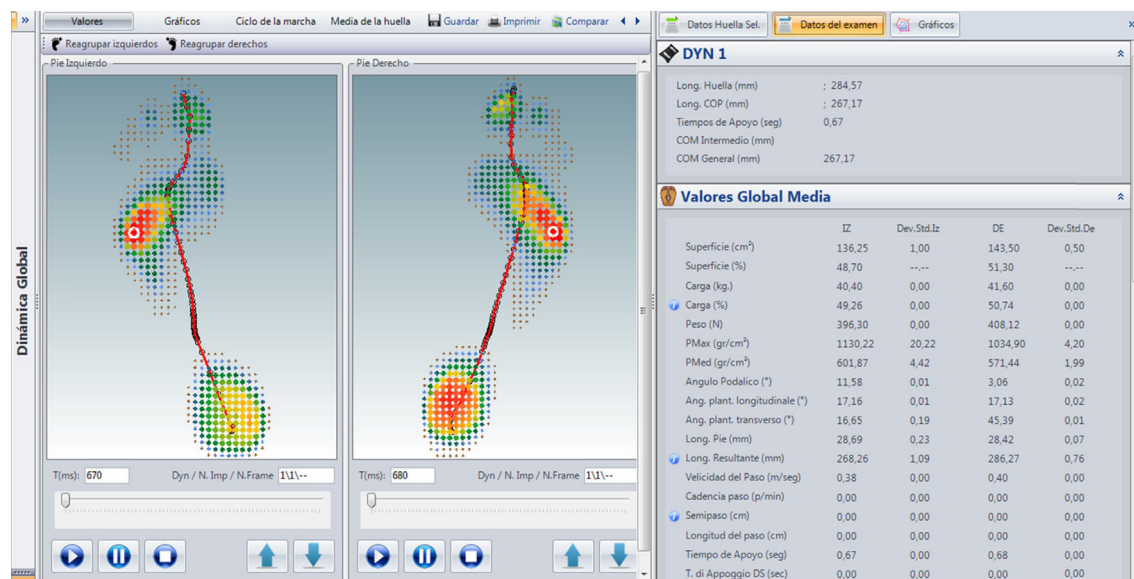 » Valores Gráficos Ciclo de la marcha Media de la huella Guardar Imprimir Comparar
Reagrupar izquierdos Reagrupar derechos
Dinámica Global
Pie Izquierdo
T(ms): 670 Dyn / N. Imp / N.Frame 1\1\--
Pie Derecho
T(ms): 680 Dyn / N. Imp / N.Frame 1\1\--
Datos Huella Sel. Datos del examen Gráficos »
DYN 1
Long. Huella (mm) ; 284,57
Long. COP (mm) ; 267,17
Tiempos de Apoyo (seg) 0,67
COM Intermedio (mm)
COM General (mm) 267,17
Valores Global Media
IZ Dev.Std.Iz DE Dev.Std.De
Superficie (cm²) 136,25 1,00 143,50 0,50
Superficie (%) 48,70 --,-- 51,30 --,--
Carga (kg.) 40,40 0,00 41,60 0,00
Carga (%) 49,26 0,00 50,74 0,00
Peso (N) 396,30 0,00 408,12 0,00
PMax (gr/cm²) 1130,22 20,22 1034,90 4,20
PMed (gr/cm²) 601,87 4,42 571,44 1,99
Angulo Podalico (°) 11,58 0,01 3,06 0,02
Ang. plant. longitudinale (°) 17,16 0,01 17,13 0,02
Ang. plant. transverso (°) 16,65 0,19 45,39 0,01
Long. Pie (mm) 28,69 0,23 28,42 0,07
Long. Resultante (mm) 268,26 1,09 286,27 0,76
Velicidad del Paso (m/seg) 0,38 0,00 0,40 0,00
Cadencia paso (p/min) 0,00 0,00 0,00 0,00
Semipaso (cm) 0,00 0,00 0,00 0,00
Longitud del paso (cm) 0,00 0,00 0,00 0,00
Tiempo de Apoyo (seg) 0,67 0,00 0,68 0,00
T. di Appoggio DS (sec) 0,00 0,00 0,00 0,00